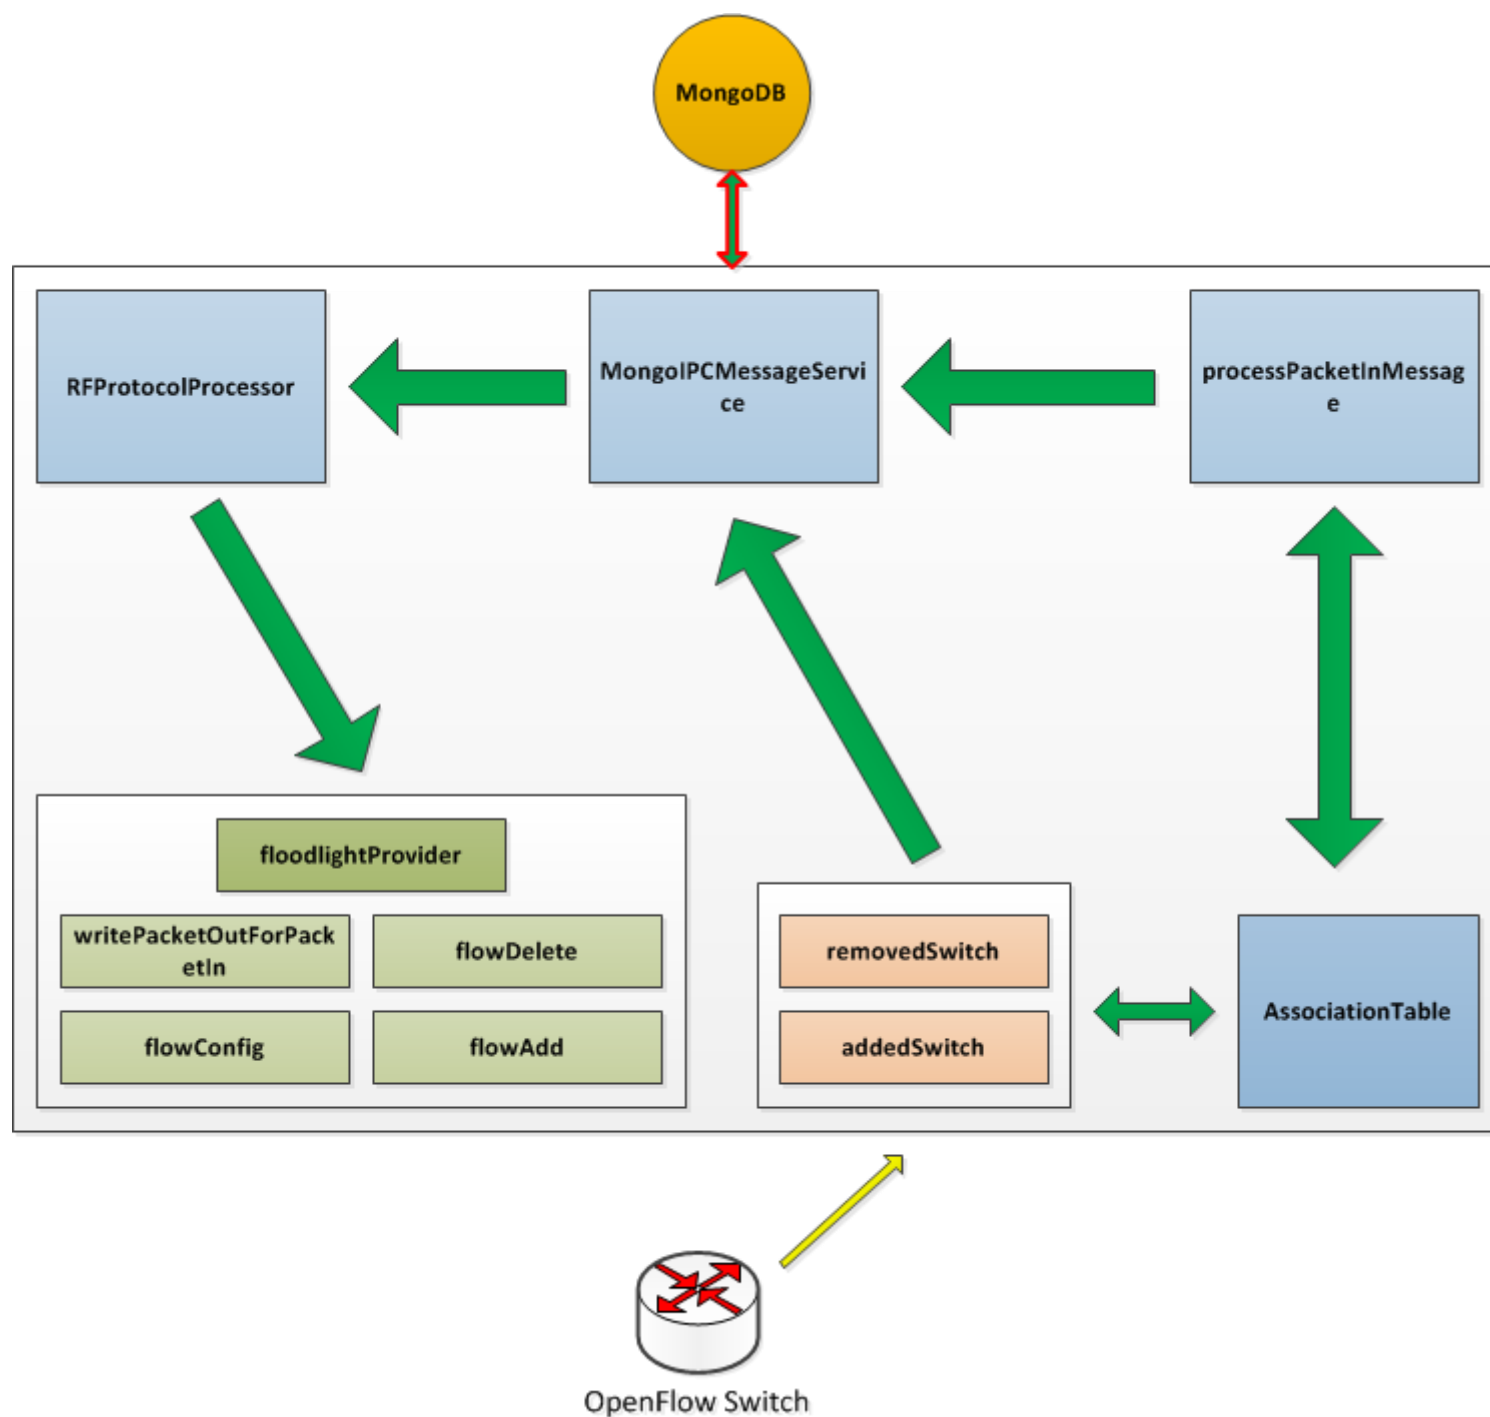 MongoDB
RFProtocolProcessor
MongoIPCMessageServi
ce
processPacketInMessag
e
floodlightProvider
writePacketOutForPack
etIn
flowDelete
flowConfig
flowAdd
removedSwitch
addedSwitch
AssociationTable
OpenFlow Switch